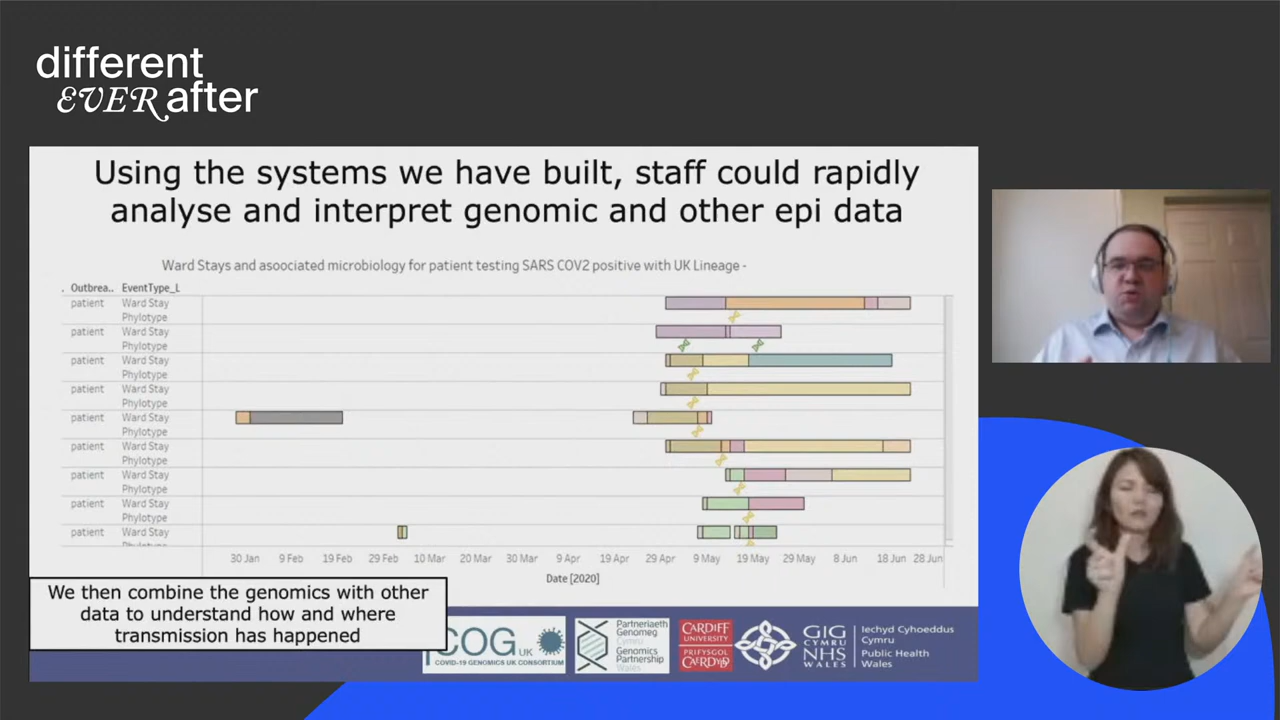 different
EVER after
Using the systems we have built, staff could rapidly
analyse and interpret genomic and other epi data
Ward Stays and asoociated microbiology for patient testing SARS COV2 positive with UK Lineage -
. Outbrea.. EventType_L
patient Ward Stay
Phylotype
patient Ward Stay
Phylotype
patient Ward Stay
Phylotype
patient Ward Stay
Phylotype
patient Ward Stay
Phylotype
patient Ward Stay
Phylotype
patient Ward Stay
Phylotype
patient Ward Stay
Phylotype
patient Ward Stay
Phylotype
30 Jan 9 Feb 19 Feb 29 Feb 10 Mar 20 Mar 30 Mar 9 Apr 19 Apr 29 Apr 9 May 19 May 29 May 8 Jun 18 Jun 28 Jun
Date [2020]
We then combine the genomics with other
data to understand how and where
transmission has happened
COG UK
COVID-19 GENOMICS UK CONSORTIUM
Partneriaeth
Genomeg
Cymru
Genomics
Partnership
Wales
CARDIFF
UNIVERSITY
PRIFYSGOL
CAERDYDD
GIG
CYMRU
NHS
WALES
Iechyd Cyhoeddus
Cymru
Public Health
Wales